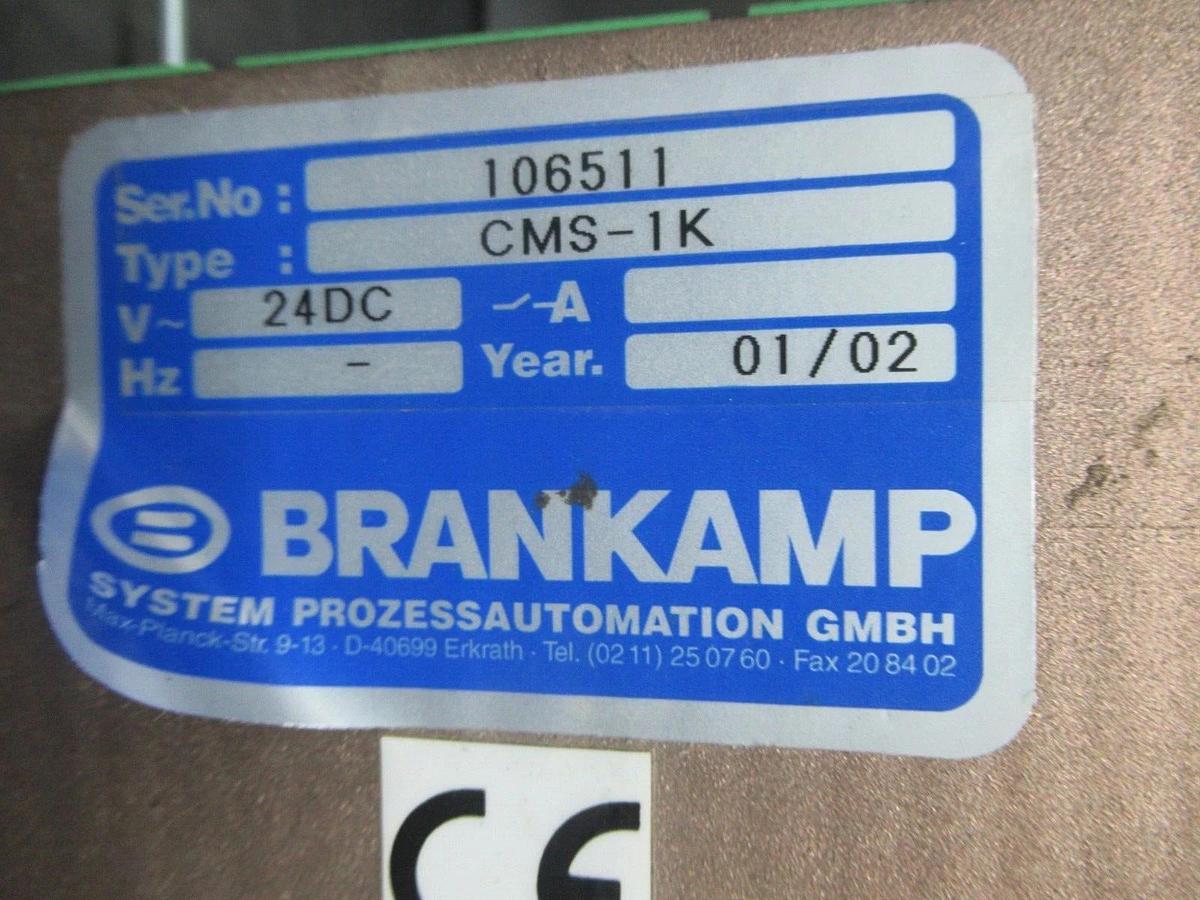 Ser.No : 106511
Type : CMS-1K
V~ 24DC A
Hz - Year. 01/02
BRANKAMP
SYSTEM PROZESSAUTOMATION GMBH
Max-Planck-Str. 9-13 · D-40699 Erkrath · Tel. (02 11) 25 07 60 · Fax 20 84 02
CE